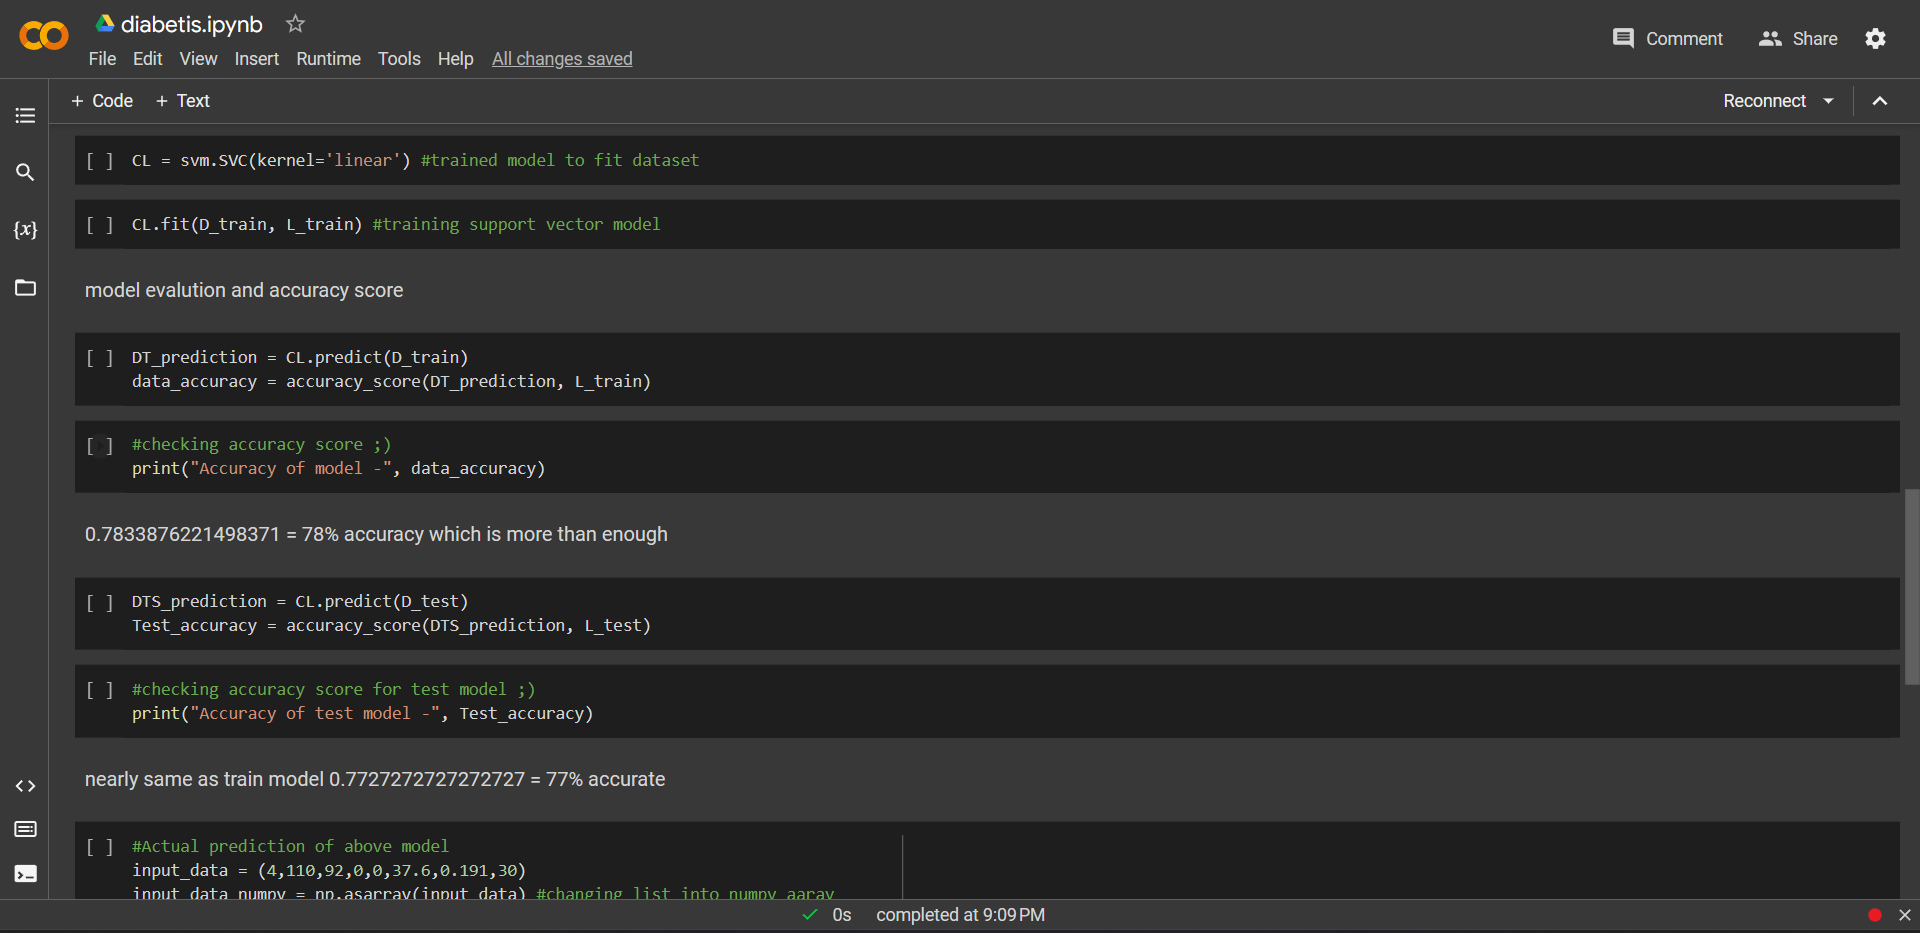 diabetis.ipynb
File Edit View Insert Runtime Tools Help All changes saved
Comment Share
+ Code + Text
Reconnect
[ ] CL = svm.SVC(kernel='linear') #trained model to fit dataset
[ ] CL.fit(D_train, L_train) #training support vector model
model evalution and accuracy score
[ ] DT_prediction = CL.predict(D_train)
data_accuracy = accuracy_score(DT_prediction, L_train)
[ ] #checking accuracy score ;)
print("Accuracy of model -", data_accuracy)
0.7833876221498371 = 78% accuracy which is more than enough
[ ] DTS_prediction = CL.predict(D_test)
Test_accuracy = accuracy_score(DTS_prediction, L_test)
[ ] #checking accuracy score for test model ;)
print("Accuracy of test model -", Test_accuracy)
nearly same as train model 0.7727272727272727 = 77% accurate
[ ] #Actual prediction of above model
input_data = (4,110,92,0,0,37.6,0.191,30)
input_data_numpy = np.asarray(input_data) #changing list into numpy aaray
0s completed at 9:09 PM